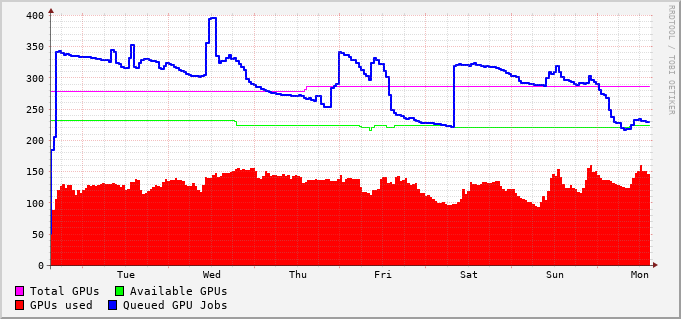 RRDTOOL / TOBI OETIKER
400
350
300
250
200
150
100
50
0
Tue Wed Thu Fri Sat Sun Mon
Total GPUs Available GPUs
GPUs used Queued GPU Jobs